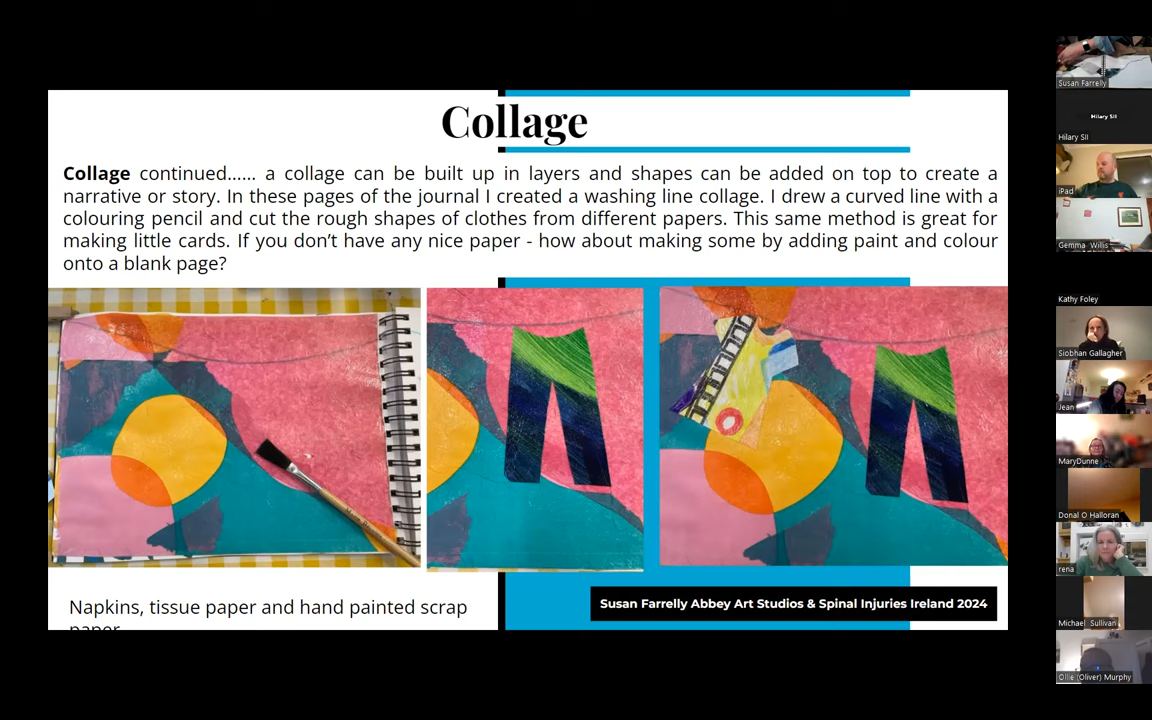 Collage
Collage continued...... a collage can be built up in layers and shapes can be added on top to create a
narrative or story. In these pages of the journal I created a washing line collage. I drew a curved line with a
colouring pencil and cut the rough shapes of clothes from different papers. This same method is great for
making little cards. If you don't have any nice paper - how about making some by adding paint and colour
onto a blank page?
Napkins, tissue paper and hand painted scrap
paper
Susan Farrelly Abbey Art Studios & Spinal Injuries Ireland 2024
Susan Farrelly
Hilary SII
Hilary SII
iPad
Gemma Willis
Kathy Foley
Siobhan Gallagher
Jean
MaryDunne
Donal O Halloran
rena
Michael Sullivan
Ollie (Oliver) Murphy